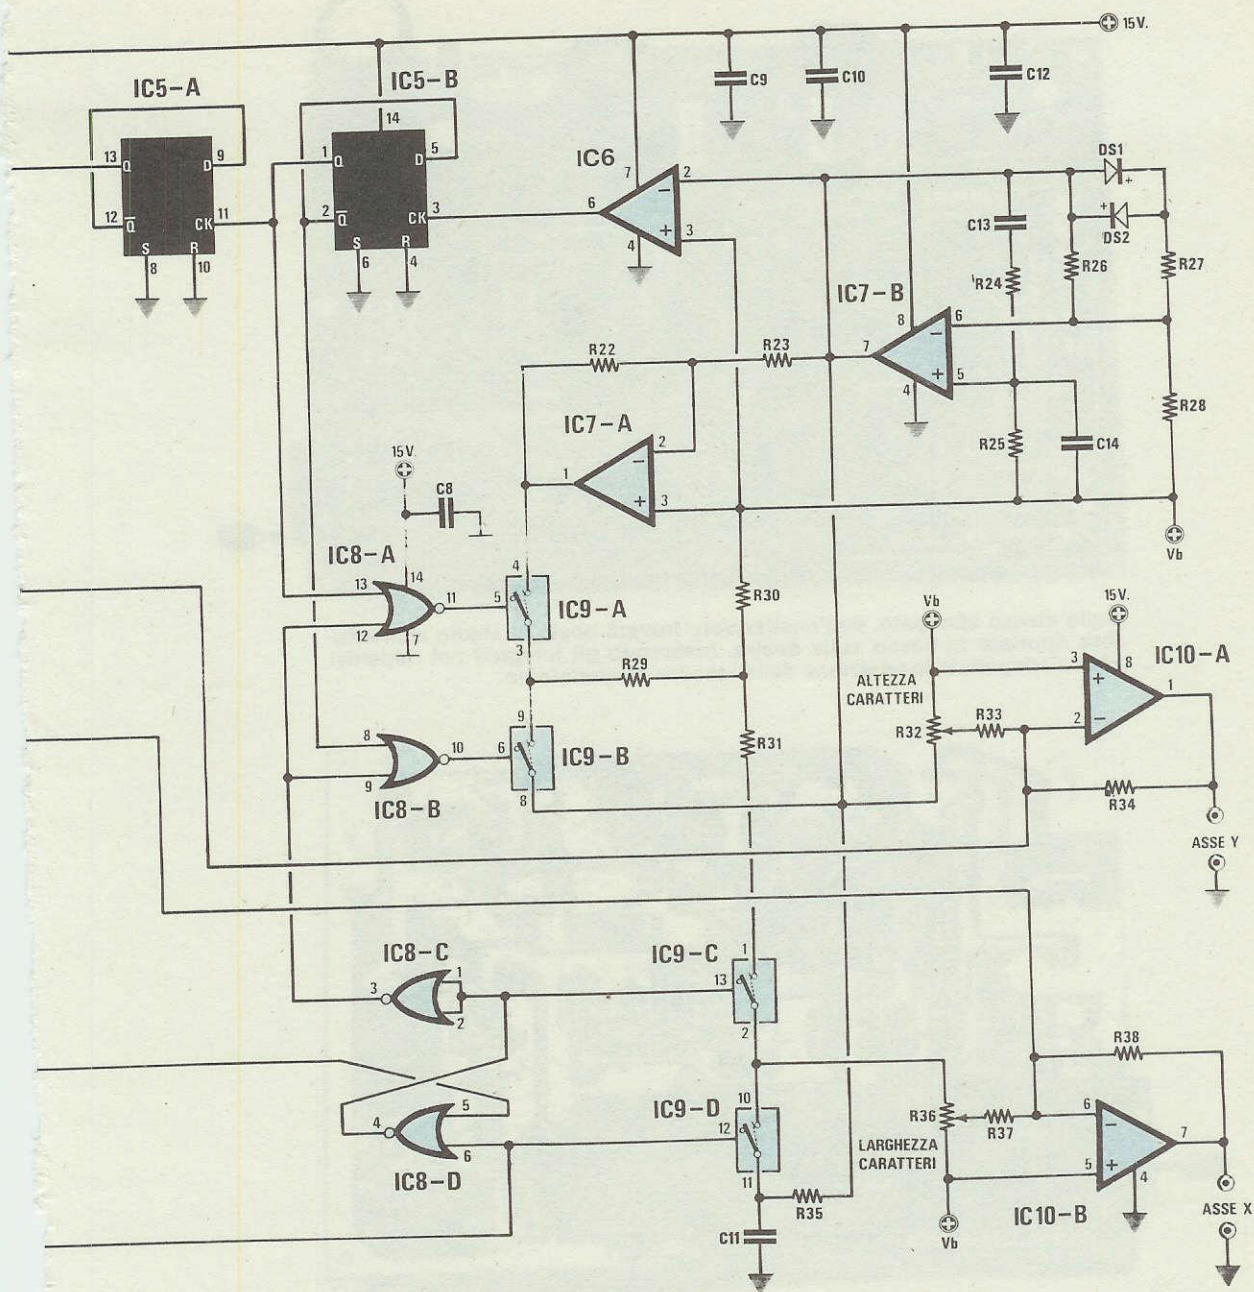 15V.
IC5-A
IC5-B
C9
C10
C12
14
13 Q D 9
1 Q D 5
IC6
7
2
DS1
+
12 Q CK 11
2 Q CK 3
6
−
+
3
4
C13
+
DS2
S R
8 10
S R
6 4
R24
R26
R27
IC7-B
8
6
7
−
+
5
4
R22
R23
R28
IC7-A
2
1
−
+
3
R25
C14
15V.
C8
Vb
IC8-A
14
13
11
12
7
4
5
IC9-A
3
R30
Vb
15V.
IC10-A
3
8
+
1
−
2
ALTEZZA
CARATTERI
R29
R32
R33
9
8
10
6
IC9-B
R31
9
IC8-B
8
R34
ASSE Y
IC8-C
IC9-C
1
3
1
2
13
2
R38
IC9-D
10
5
4
12
R36
R37
6
−
7
6
IC8-D
11
LARGHEZZA
CARATTERI
5
+
4
R35
IC10-B
ASSE X
C11
Vb